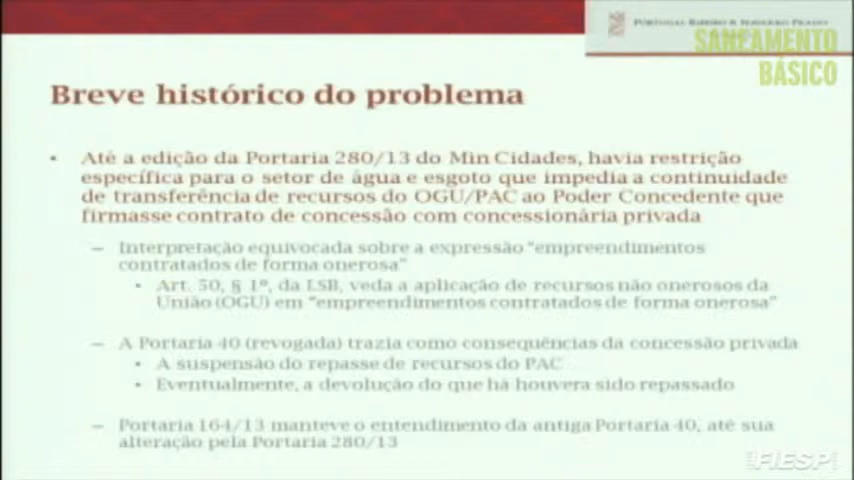 PORTUGAL RIBEIRO & 
SANEAMENTO
BÁSICO
Breve histórico do problema
• Até a edição da Portaria 280/13 do Min Cidades, havia restrição
específica para o setor de água e esgoto que impedia a continuidade
de transferência de recursos do OGU/PAC ao Poder Concedente que
firmasse contrato de concessão com concessionária privada
– Interpretação equivocada sobre a expressão “empreendimentos
contratados de forma onerosa”
• Art. 50, § 1º, da LSB, veda a aplicação de recursos não onerosos da
União (OGU) em “empreendimentos contratados de forma onerosa”
– A Portaria 40 (revogada) trazia como consequências da concessão privada
• A suspensão do repasse de recursos do PAC
• Eventualmente, a devolução do que há houvera sido repassado
– Portaria 164/13 manteve o entendimento da antiga Portaria 40, até sua
alteração pela Portaria 280/13
FIESP